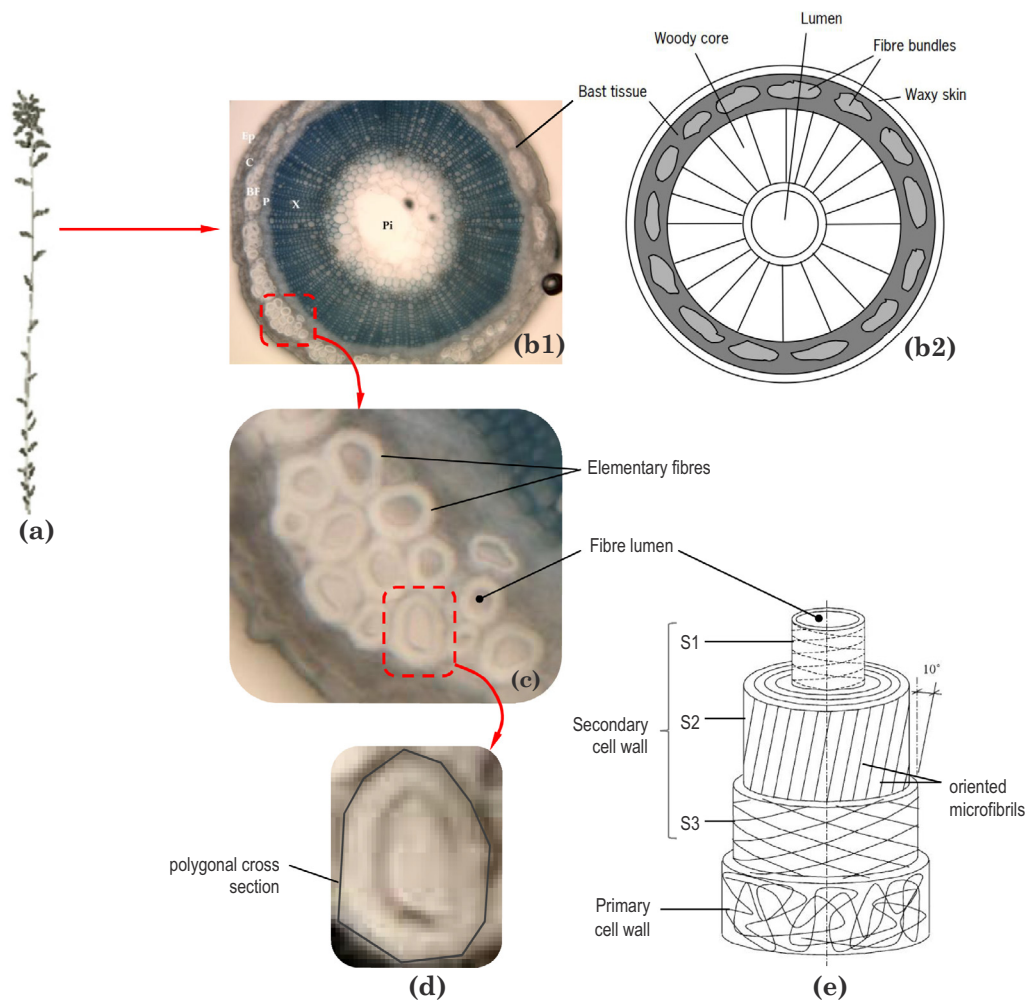 Lumen
Woody core
Fibre bundles
Bast tissue
Waxy skin
Ep
C
BF
P
X
Pi
(b1)
(b2)
(a)
Elementary fibres
Fibre lumen
(c)
S1
10°
Secondary
cell wall
S2
oriented
microfibrils
S3
polygonal cross
section
Primary
cell wall
(d)
(e)